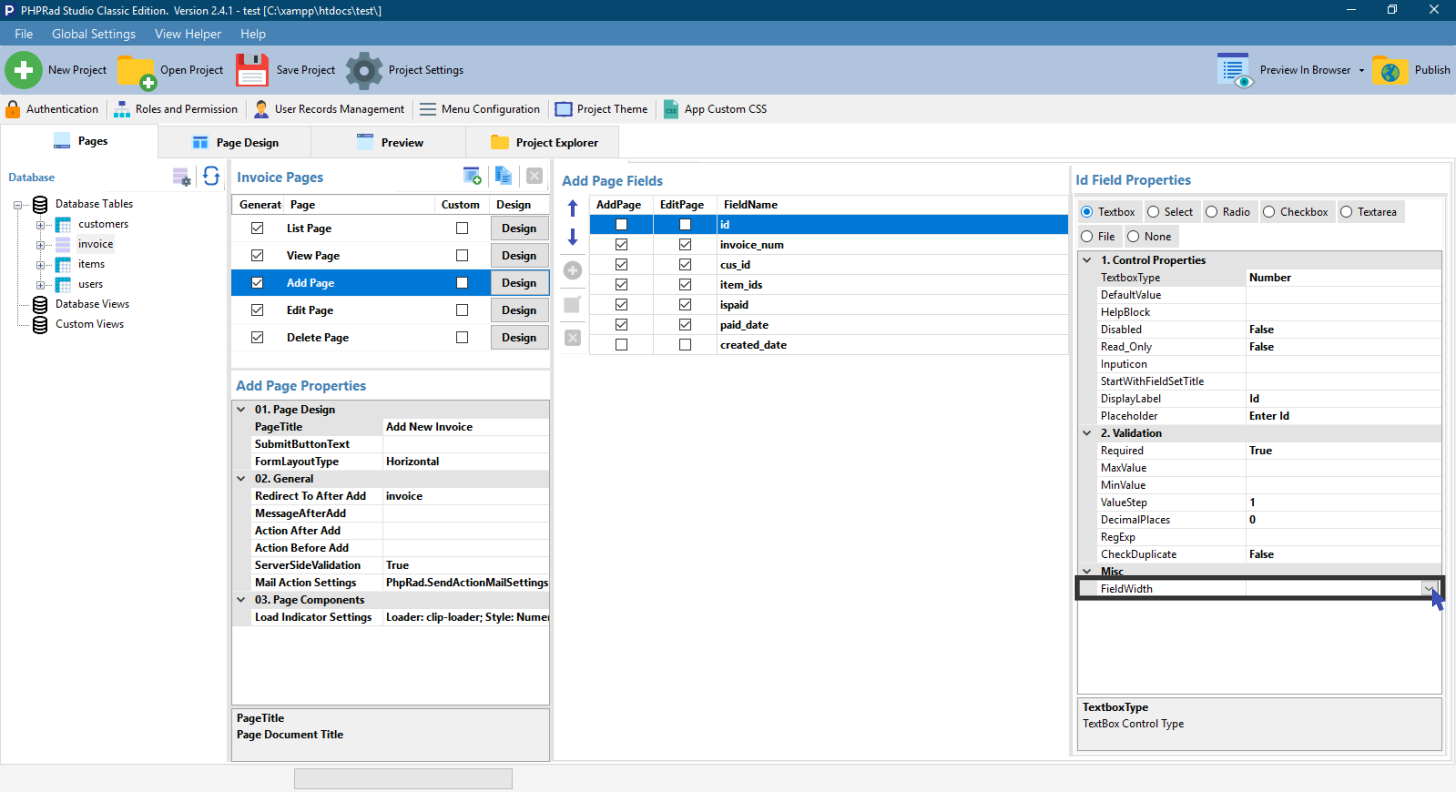 PHPRad Studio Classic Edition. Version 2.4.1 - test [C:\xampp\htdocs\test\]
File Global Settings View Helper Help
New Project Open Project Save Project Project Settings Preview In Browser Publish
Authentication Roles and Permission User Records Management Menu Configuration Project Theme App Custom CSS
Pages Page Design Preview Project Explorer
Database
Database Tables
customers
invoice
items
users
Database Views
Custom Views
Invoice Pages
Generat Page Custom Design
List Page Design
View Page Design
Add Page Design
Edit Page Design
Delete Page Design
Add Page Properties
01. Page Design
PageTitle Add New Invoice
SubmitButtonText
FormLayoutType Horizontal
02. General
Redirect To After Add invoice
MessageAfterAdd
Action After Add
Action Before Add
ServerSideValidation True
Mail Action Settings PhpRad.SendActionMailSettings
03. Page Components
Load Indicator Settings Loader: clip-loader; Style: Numer
PageTitle
Page Document Title
Add Page Fields
AddPage EditPage FieldName
id
invoice_num
cus_id
item_ids
ispaid
paid_date
created_date
Id Field Properties
Textbox Select Radio Checkbox Textarea
File None
1. Control Properties
TextboxType Number
DefaultValue
HelpBlock
Disabled False
Read_Only False
Inputicon
StartWithFieldSetTitle
DisplayLabel Id
Placeholder Enter Id
2. Validation
Required True
MaxValue
MinValue
ValueStep 1
DecimalPlaces 0
RegExp
CheckDuplicate False
Misc
FieldWidth
TextboxType
TextBox Control Type